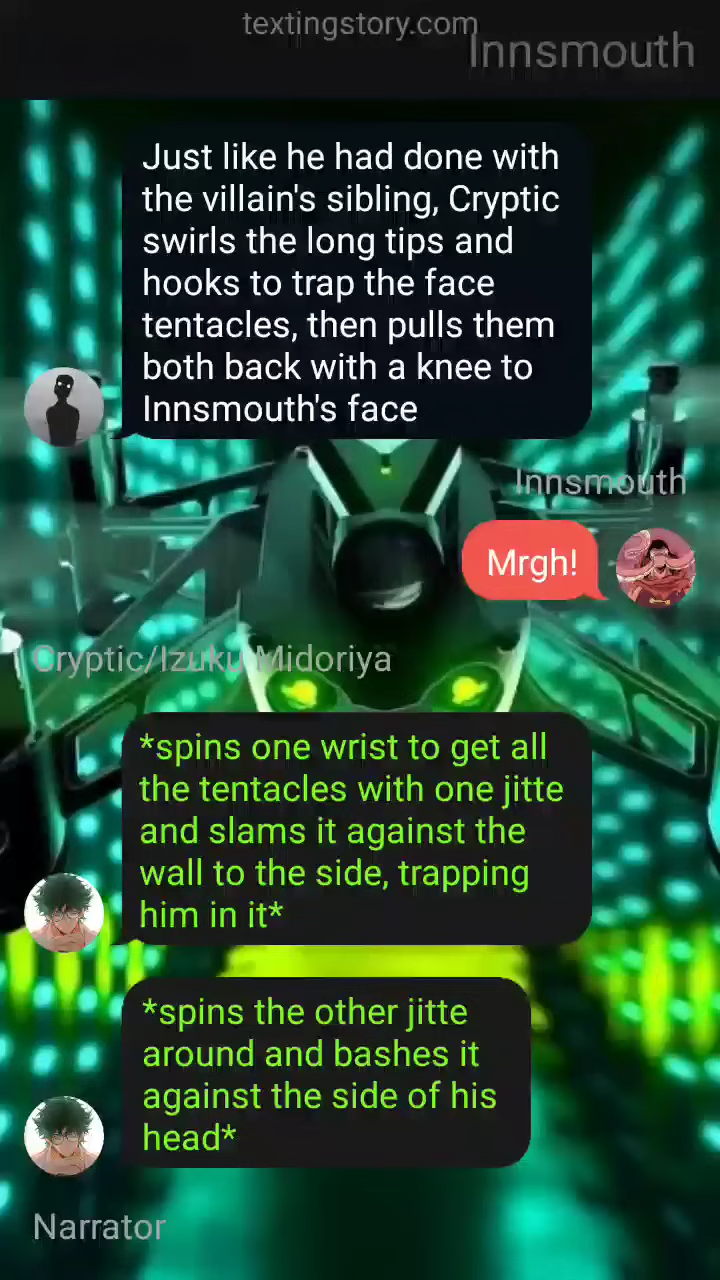 textingstory.com
Innsmouth
Just like he had done with
the villain's sibling, Cryptic
swirls the long tips and
hooks to trap the face
tentacles, then pulls them
both back with a knee to
Innsmouth's face
Innsmouth
Mrgh!
Cryptic/Izuku Midoriya
*spins one wrist to get all
the tentacles with one jitte
and slams it against the
wall to the side, trapping
him in it*
*spins the other jitte
around and bashes it
against the side of his
head*
Narrator